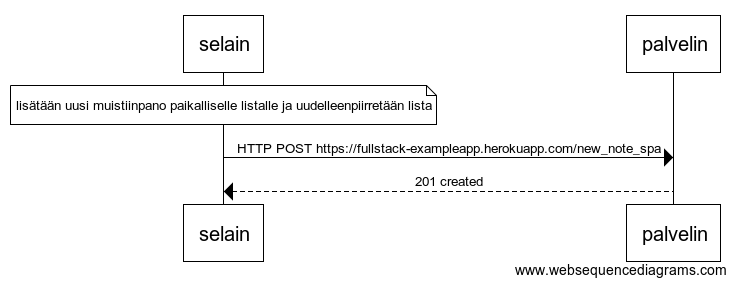 selain
palvelin
lisätään uusi muistiinpano paikalliselle listalle ja uudelleenpiirretään lista
HTTP POST https://fullstack-exampleapp.herokuapp.com/new_note_spa
201 created
selain
palvelin
www.websequencediagrams.com